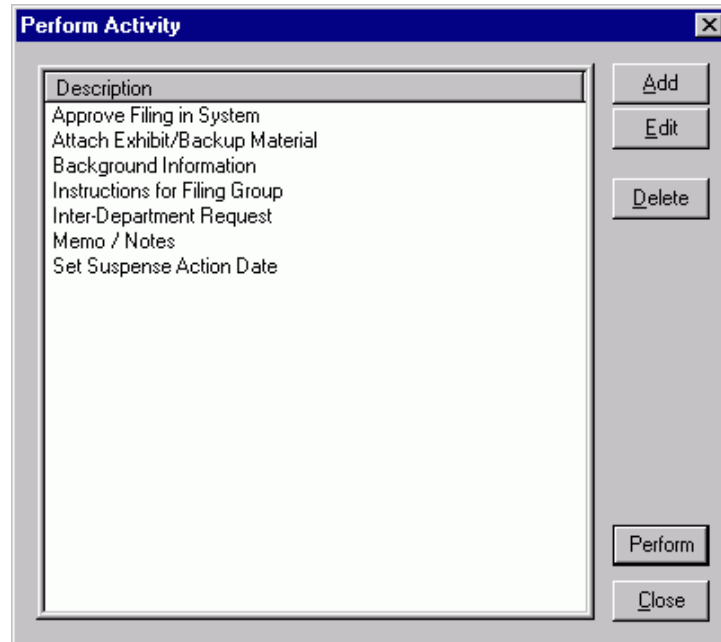 Perform Activity
Description
Approve Filing in System
Attach Exhibit/Backup Material
Background Information
Instructions for Filing Group
Inter-Department Request
Memo / Notes
Set Suspense Action Date
Add
Edit
Delete
Perform
Close